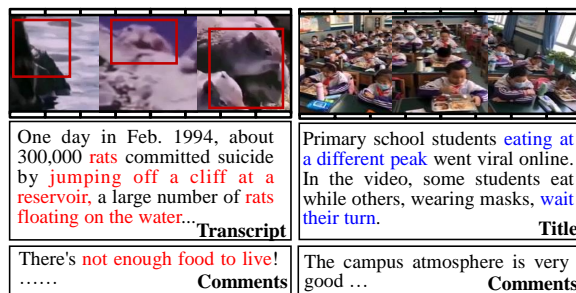 One day in Feb. 1994, about
300,000 rats committed suicide
by jumping off a cliff at a
reservoir, a large number of rats
floating on the water...
Transcript
There's not enough food to live!
...... Comments
Primary school students eating at
a different peak went viral online.
In the video, some students eat
while others, wearing masks, wait
their turn.
Title
The campus atmosphere is very
good ... Comments